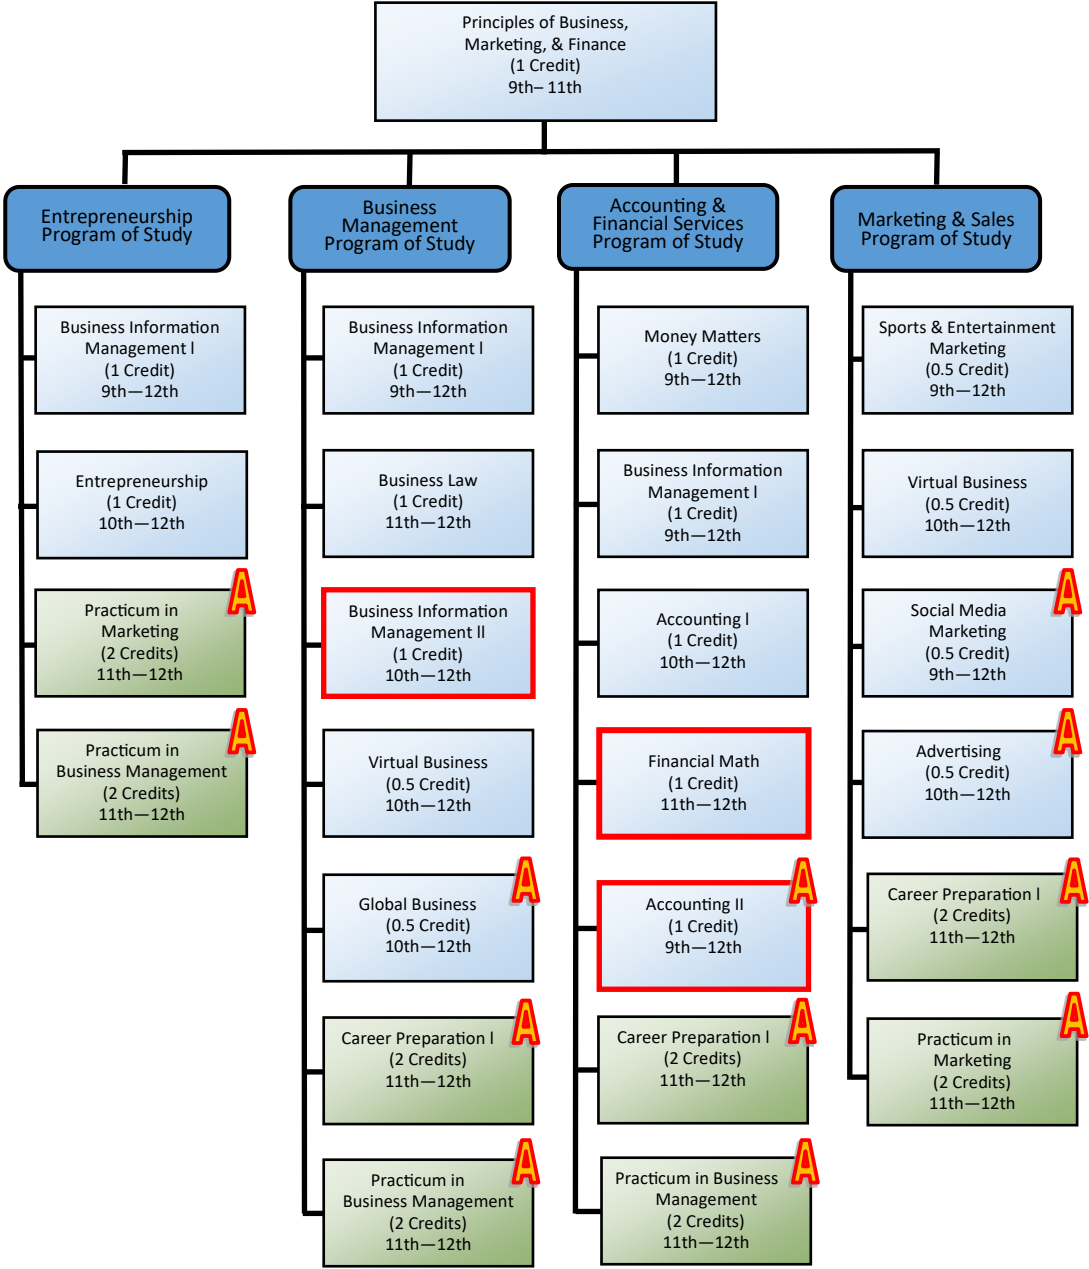 Principles of Business,
Marketing, & Finance
(1 Credit)
9th– 11th
Entrepreneurship
Program of Study
Business Information
Management l
(1 Credit)
9th—12th
Entrepreneurship
(1 Credit)
10th—12th
A
Practicum in
Marketing
(2 Credits)
11th—12th
A
Practicum in
Business Management
(2 Credits)
11th—12th
Business
Management
Program of Study
Business Information
Management l
(1 Credit)
9th—12th
Business Law
(1 Credit)
11th—12th
Business Information
Management ll
(1 Credit)
10th—12th
Virtual Business
(0.5 Credit)
10th—12th
A
Global Business
(0.5 Credit)
10th—12th
A
Career Preparation l
(2 Credits)
11th—12th
A
Practicum in
Business Management
(2 Credits)
11th—12th
Accounting &
Financial Services
Program of Study
Money Matters
(1 Credit)
9th—12th
Business Information
Management l
(1 Credit)
9th—12th
Accounting l
(1 Credit)
10th—12th
Financial Math
(1 Credit)
11th—12th
A
Accounting II
(1 Credit)
9th—12th
A
Career Preparation l
(2 Credits)
11th—12th
A
Practicum in Business
Management
(2 Credits)
11th—12th
Marketing & Sales
Program of Study
Sports & Entertainment
Marketing
(0.5 Credit)
9th—12th
Virtual Business
(0.5 Credit)
10th—12th
A
Social Media
Marketing
(0.5 Credit)
9th—12th
A
Advertising
(0.5 Credit)
10th—12th
A
Career Preparation l
(2 Credits)
11th—12th
A
Practicum in
Marketing
(2 Credits)
11th—12th